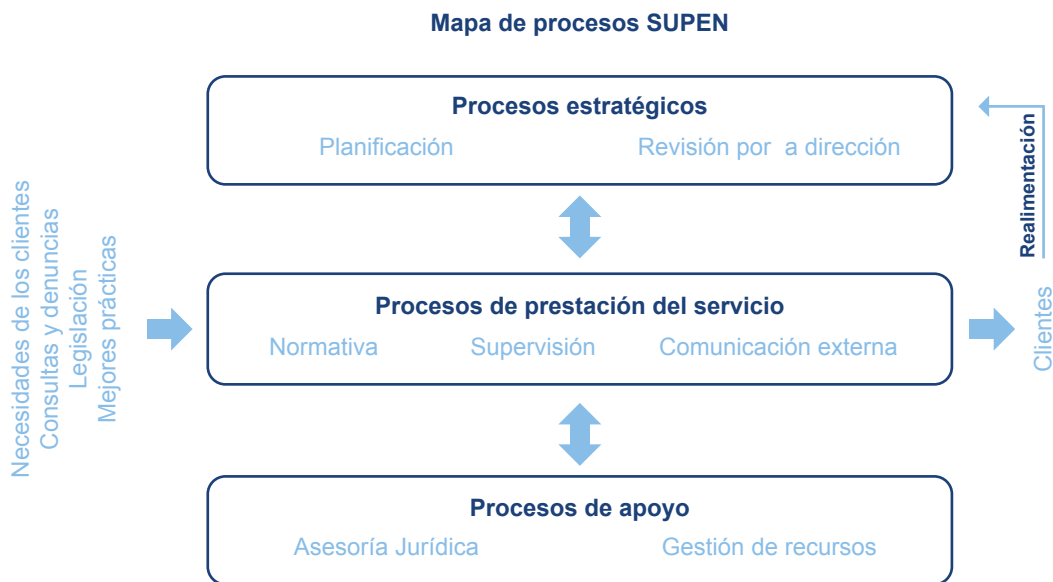 Mapa de procesos SUPEN
Procesos estratégicos
Planificación Revisión por a dirección
Realimentación
Necesidades de los clientes
Consultas y denuncias
Legislación
Mejores prácticas
Procesos de prestación del servicio
Normativa Supervisión Comunicación externa
Clientes
Procesos de apoyo
Asesoría Jurídica Gestión de recursos